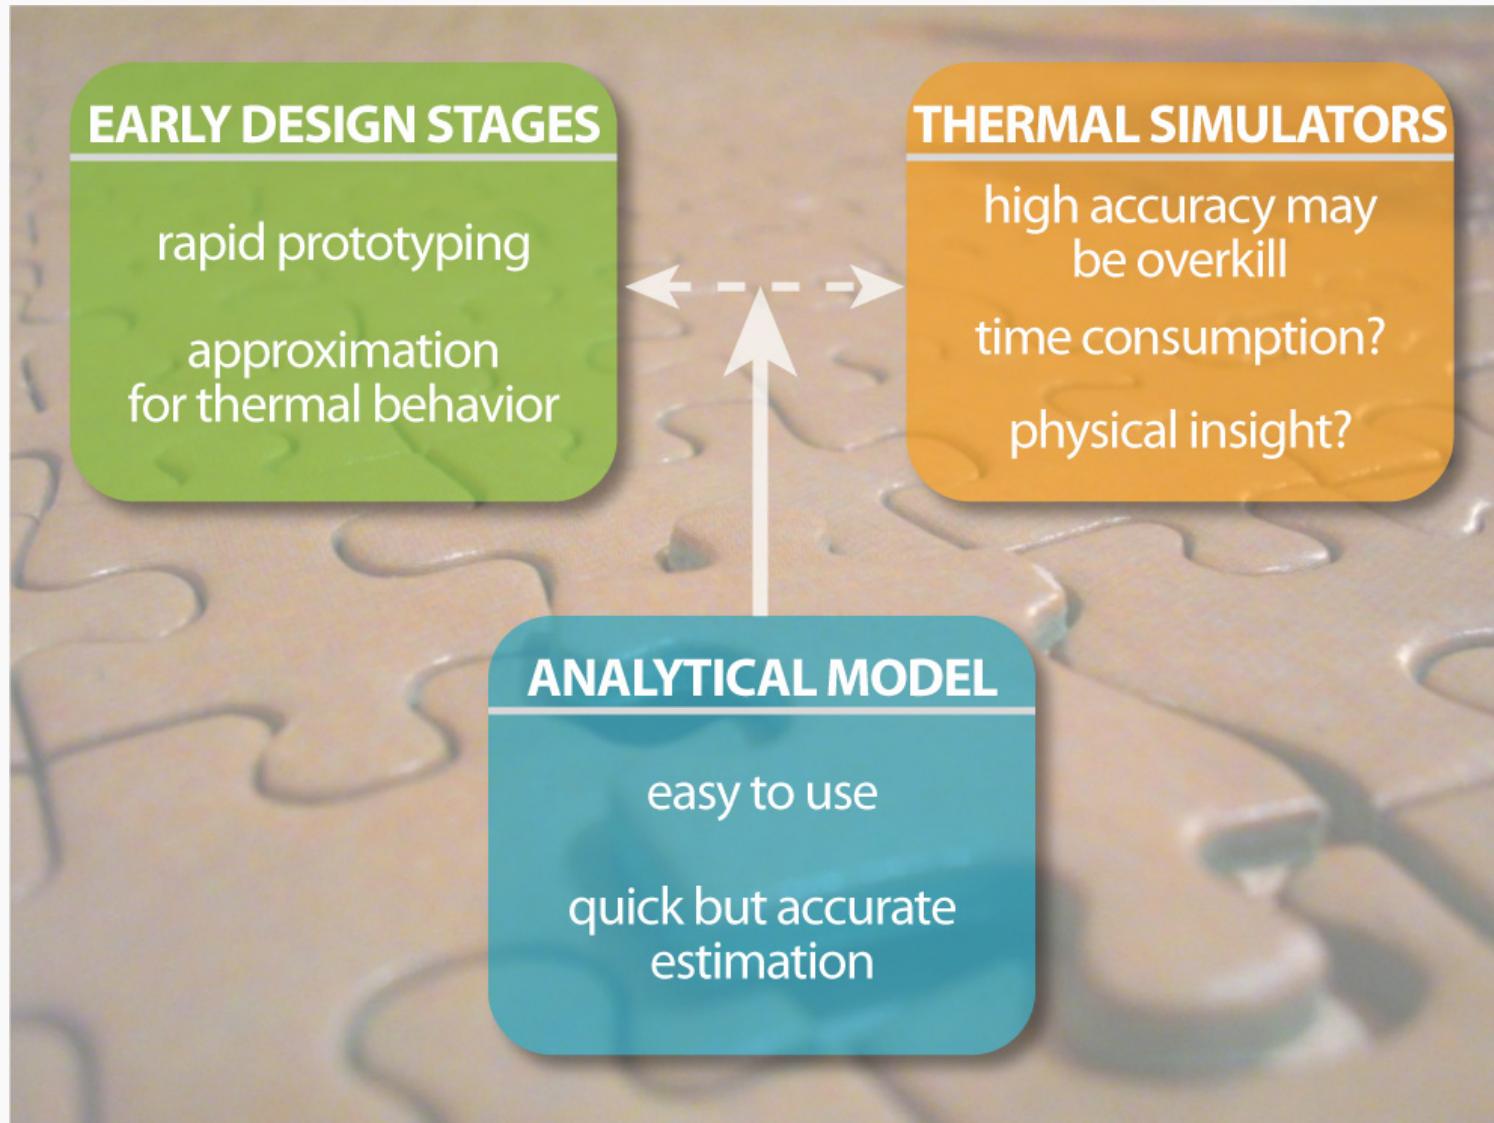 EARLY DESIGN STAGES
rapid prototyping
approximation
for thermal behavior
THERMAL SIMULATORS
high accuracy may
be overkill
time consumption?
physical insight?
ANALYTICAL MODEL
easy to use
quick but accurate
estimation